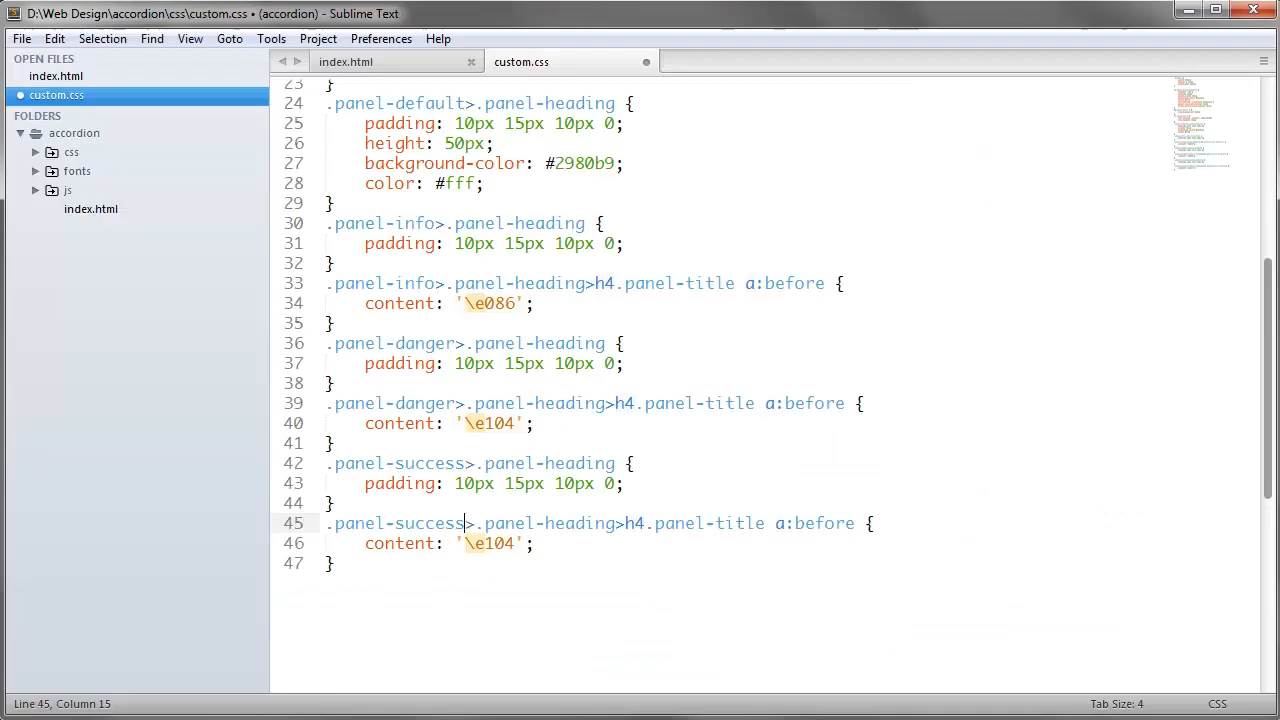 D:\Web Design\accordion\css\custom.css • (accordion) - Sublime Text
File Edit Selection Find View Goto Tools Project Preferences Help
OPEN FILES
index.html
custom.css
FOLDERS
accordion
css
fonts
js
index.html
index.html
custom.css
23 }
24 .panel-default>.panel-heading {
25 padding: 10px 15px 10px 0;
26 height: 50px;
27 background-color: #2980b9;
28 color: #fff;
29 }
30 .panel-info>.panel-heading {
31 padding: 10px 15px 10px 0;
32 }
33 .panel-info>.panel-heading>h4.panel-title a:before {
34 content: '\e086';
35 }
36 .panel-danger>.panel-heading {
37 padding: 10px 15px 10px 0;
38 }
39 .panel-danger>.panel-heading>h4.panel-title a:before {
40 content: '\e104';
41 }
42 .panel-success>.panel-heading {
43 padding: 10px 15px 10px 0;
44 }
45 .panel-success>.panel-heading>h4.panel-title a:before {
46 content: '\e104';
47 }
Line 45, Column 15
Tab Size: 4
CSS